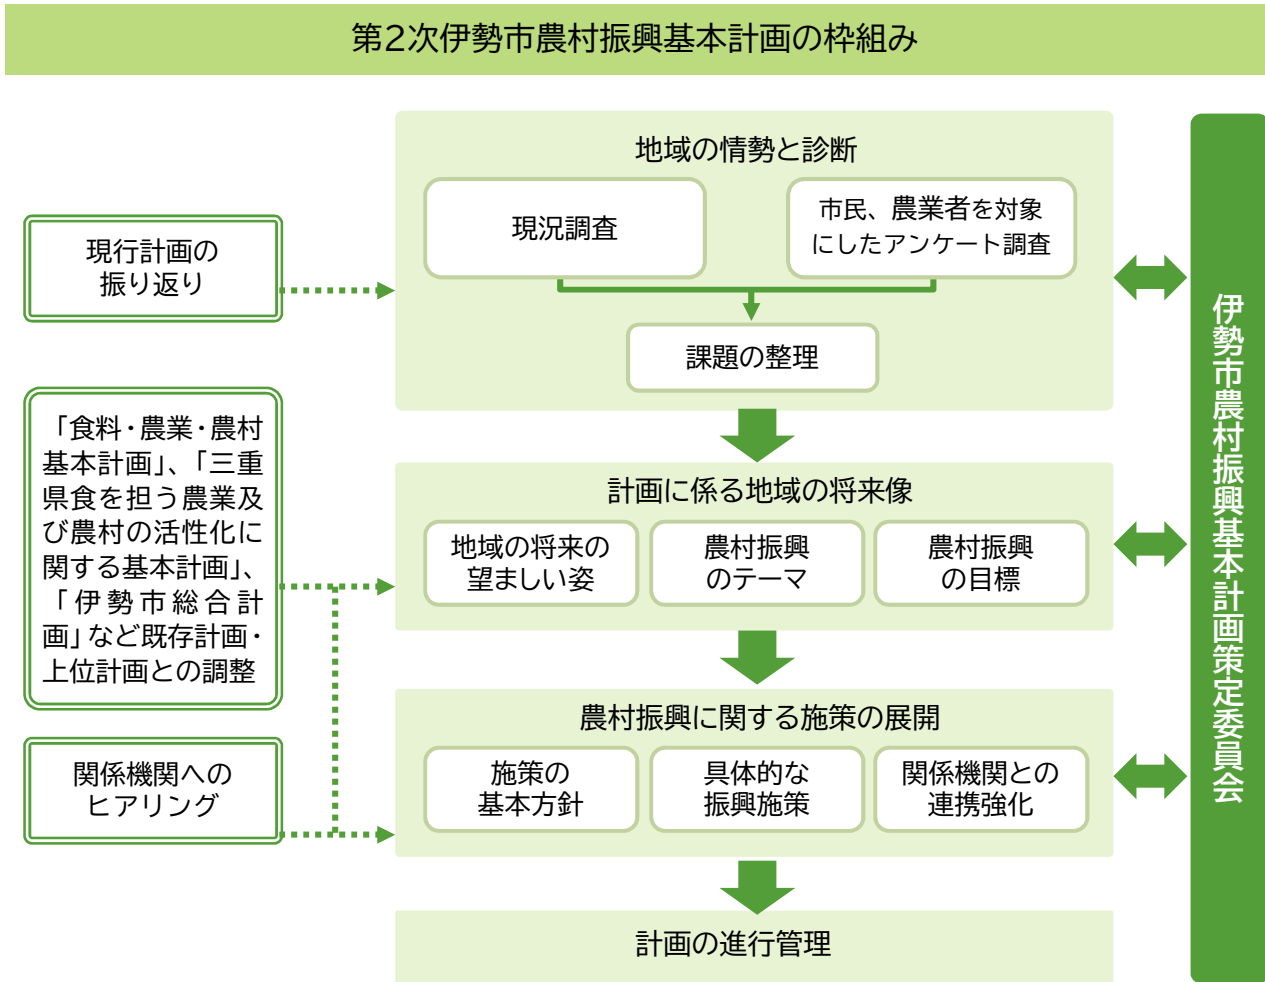 第2次伊勢市農村振興基本計画の枠組み
地域の情勢と診断
現況調査
市民、農業者を対象
にしたアンケート調査
課題の整理
現行計画の
振り返り
「食料・農業・農村
基本計画」、「三重
県食を担う農業及
び農村の活性化に
関する基本計画」、
「伊勢市総合計
画」など既存計画・
上位計画との調整
関係機関への
ヒアリング
計画に係る地域の将来像
地域の将来の
望ましい姿
農村振興
のテーマ
農村振興
の目標
農村振興に関する施策の展開
施策の
基本方針
具体的な
振興施策
関係機関との
連携強化
計画の進行管理
伊勢市農村振興基本計画策定委員会